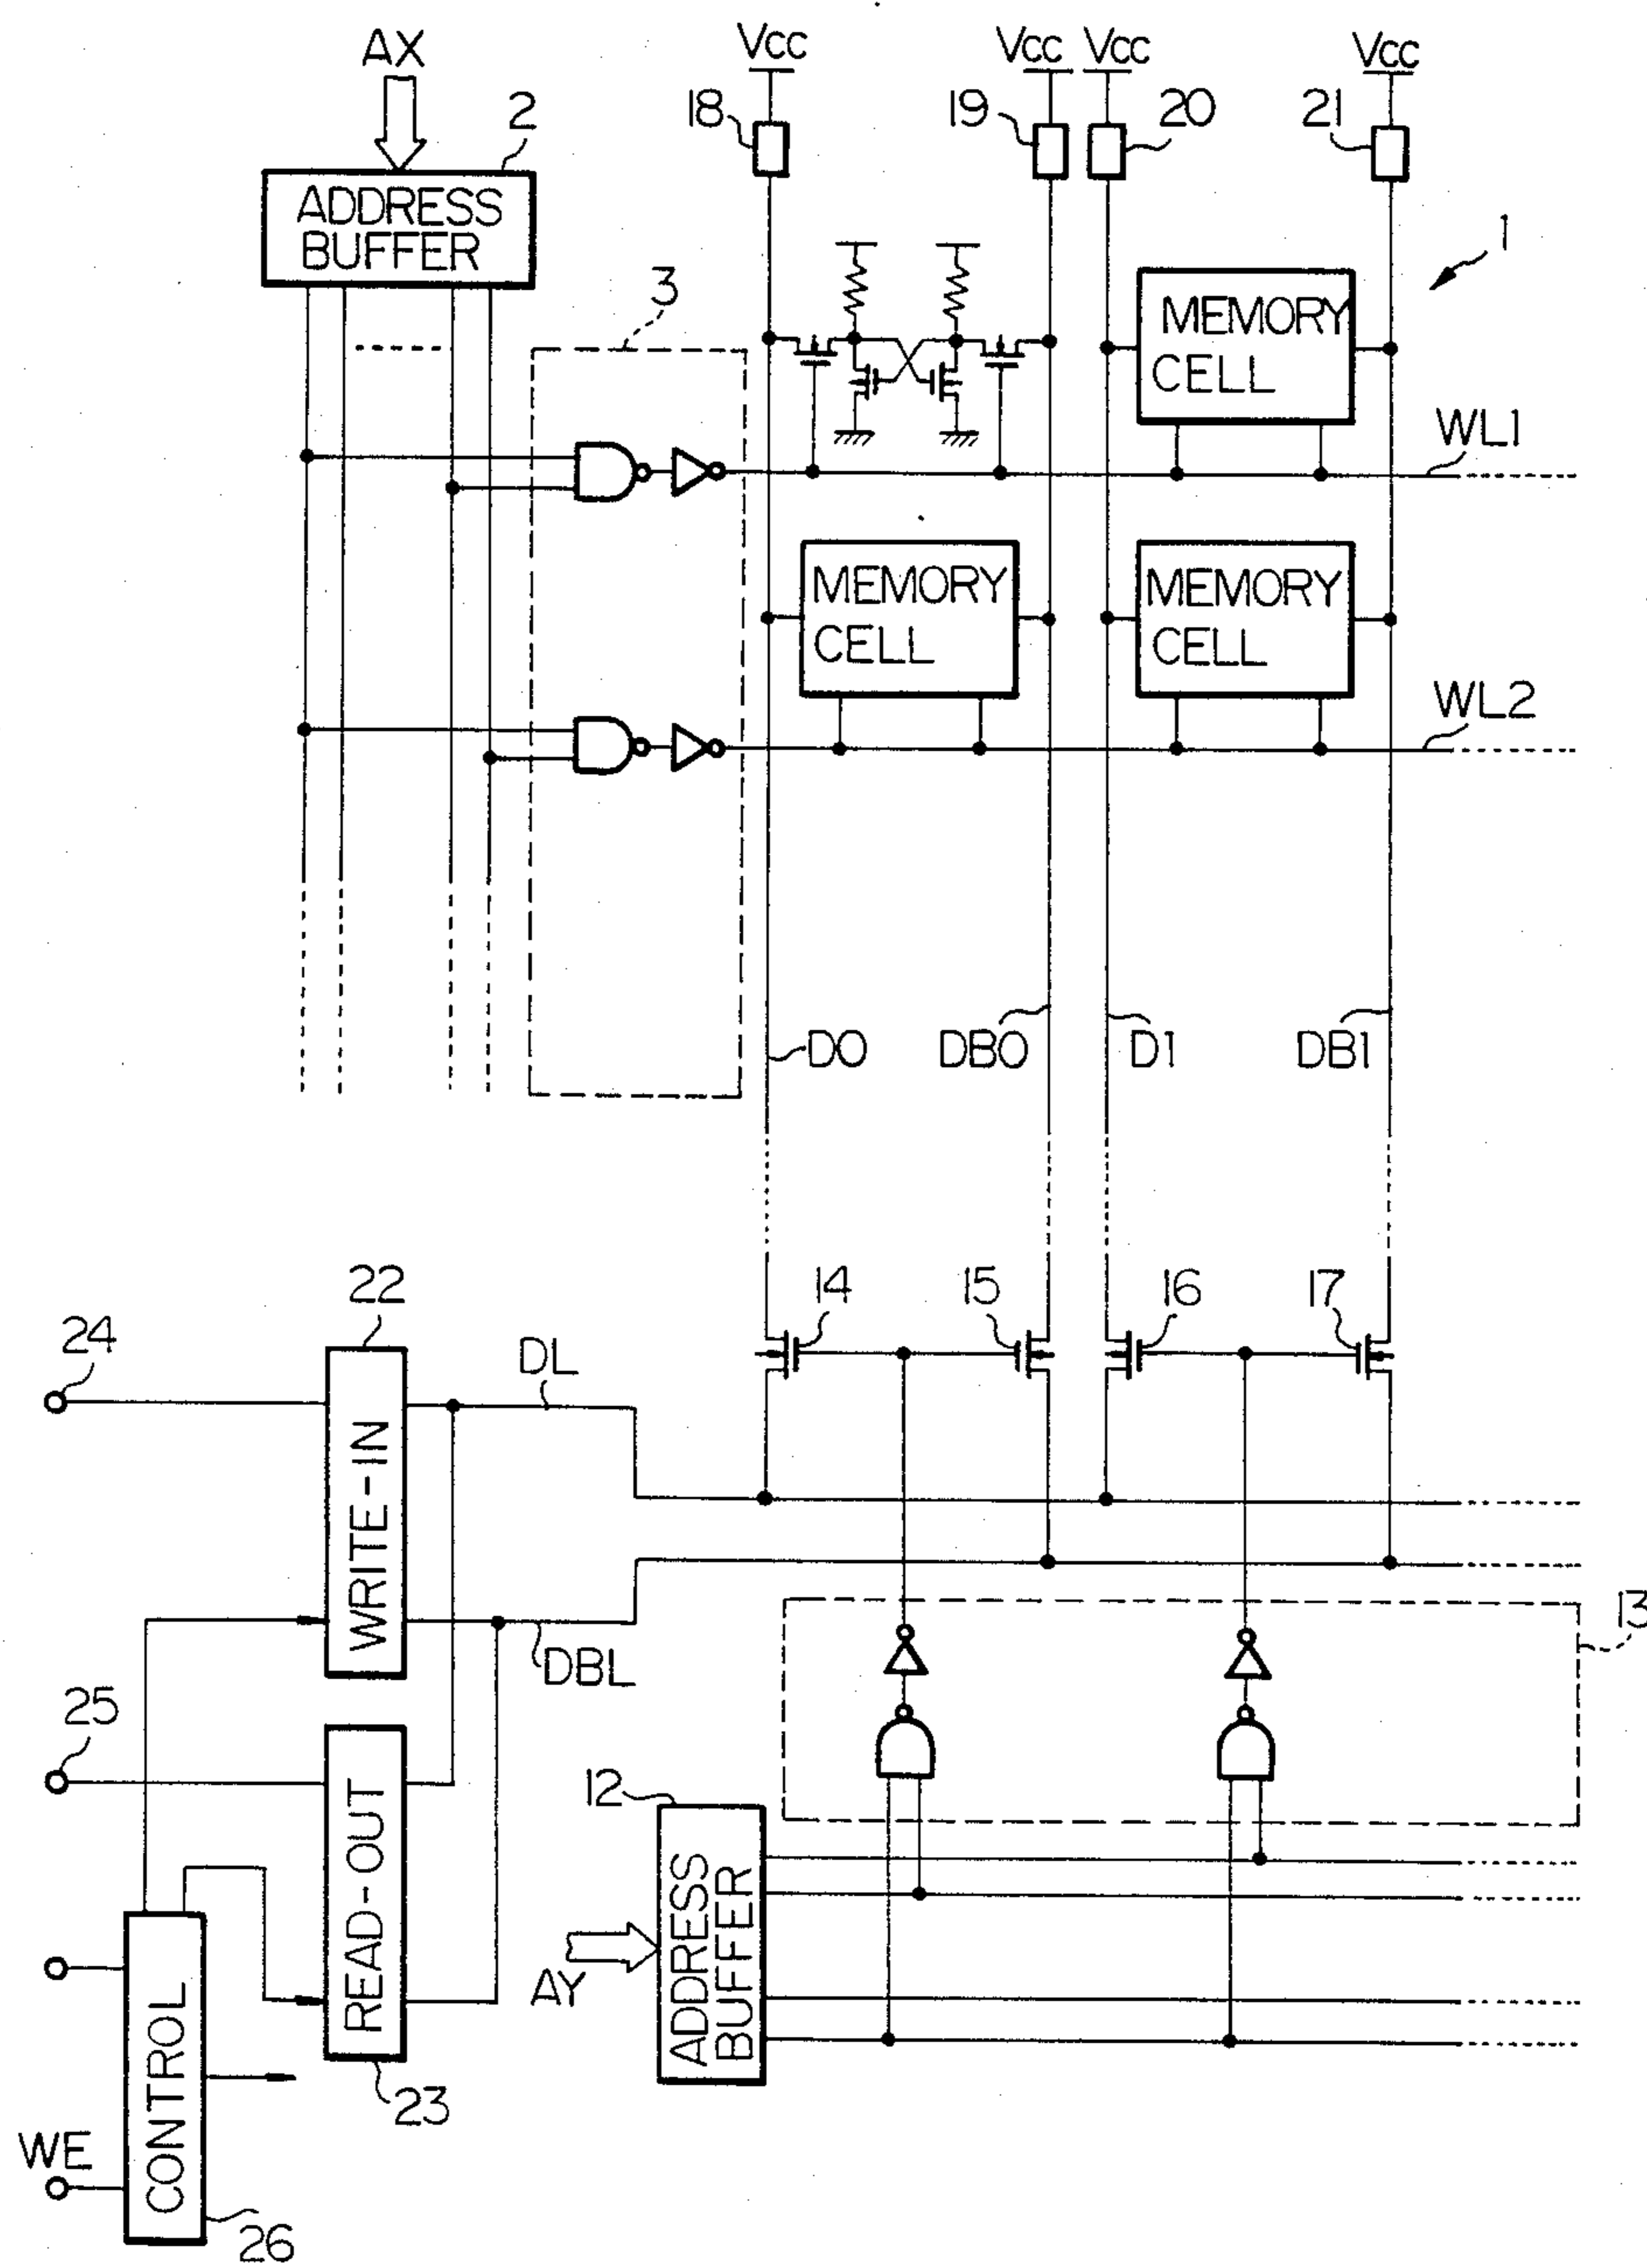 AX
Vcc
Vcc
Vcc
Vcc
18
19
20
21
2
ADDRESS
BUFFER
1
3
MEMORY
CELL
WL1
MEMORY
CELL
MEMORY
CELL
WL2
D0
DB0
D1
DB1
14
15
16
17
22
24
DL
WRITE-IN
DBL
13
25
12
READ-OUT
ADDRESS
BUFFER
AY
CONTROL
23
WE
26